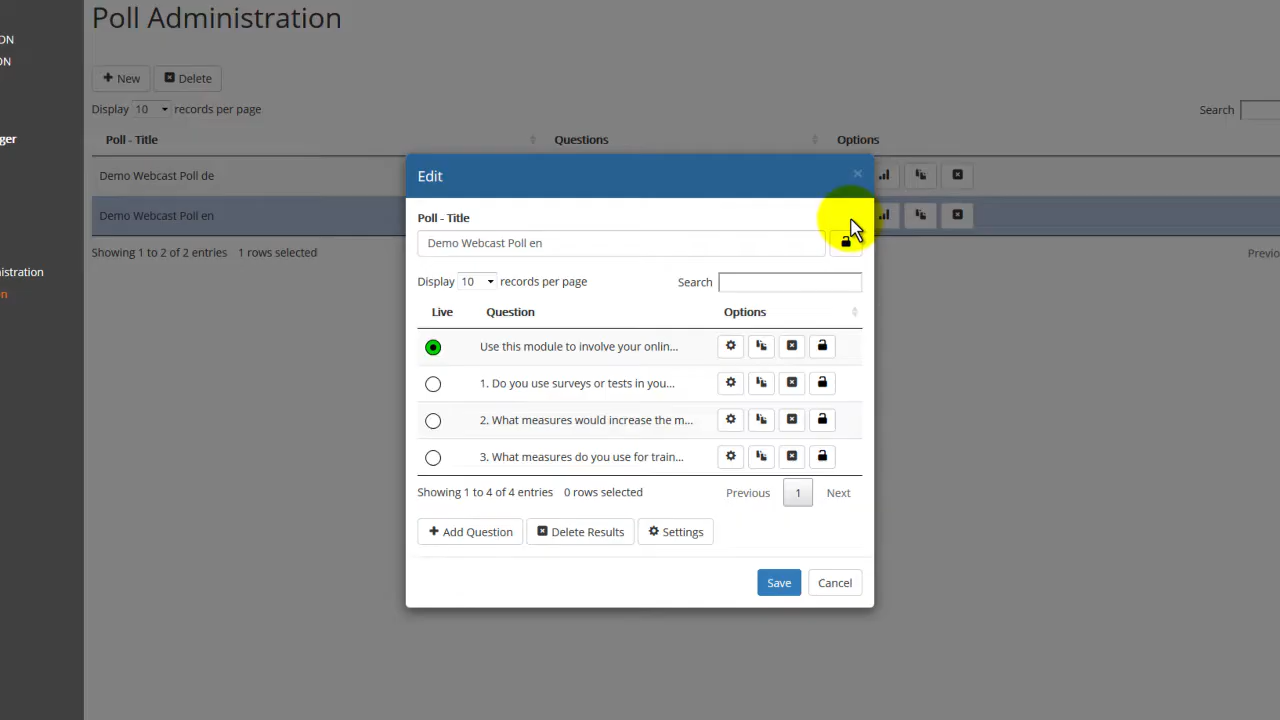 Poll Administration
ON
ON
New Delete
Display 10 records per page
Search
ger
Poll - Title Questions Options
Edit ×
Demo Webcast Poll de
Demo Webcast Poll en
Poll - Title
Demo Webcast Poll en
Showing 1 to 2 of 2 entries 1 rows selected
Previo
Display 10 records per page Search
istration
n
Live Question Options
Use this module to involve your onlin...
1. Do you use surveys or tests in you...
2. What measures would increase the m...
3. What measures do you use for train...
Showing 1 to 4 of 4 entries 0 rows selected
Previous 1 Next
Add Question Delete Results Settings
Save Cancel